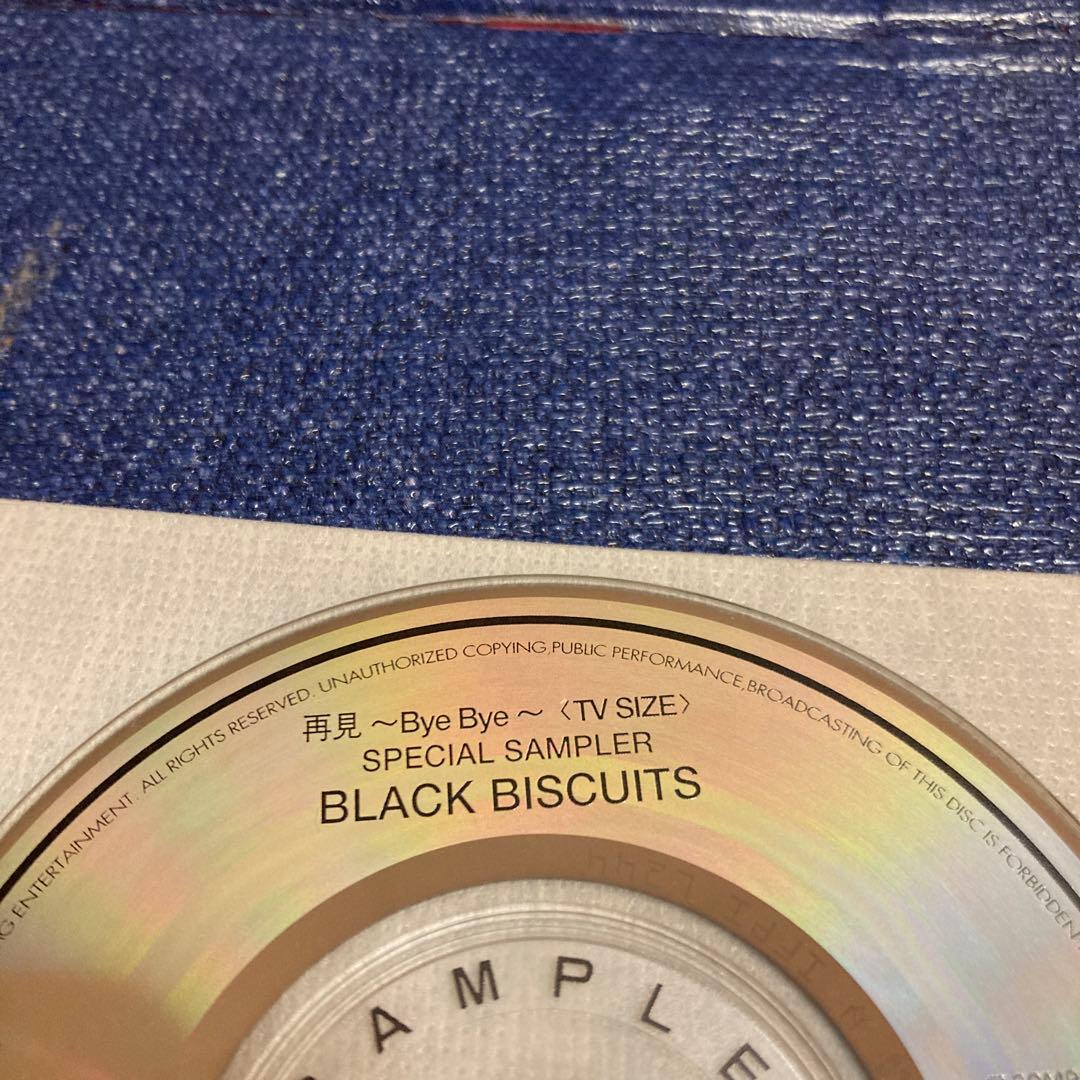 ENTERTAINMENT. ALL RIGHTS RESERVED. UNAUTHORIZED COPYING,PUBLIC PERFORMANCE,BROADCASTING OF THIS DISC IS FORBIDDEN
再見 ～Bye Bye～〈TV SIZE〉
SPECIAL SAMPLER
BLACK BISCUITS
AMPLE